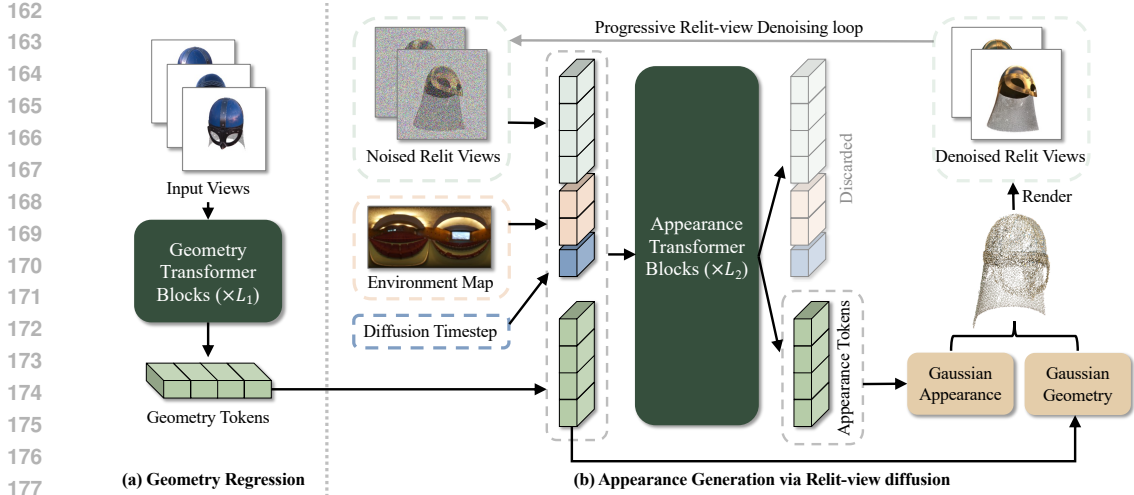 162
163
164
165
166
167
168
169
170
171
172
173
174
175
176
177
Input Views
Geometry
Transformer
Blocks (×L₁)
Geometry Tokens
(a) Geometry Regression
Progressive Relit-view Denoising loop
Noised Relit Views
Environment Map
Diffusion Timestep
Appearance
Transformer
Blocks (×L₂)
Discarded
Appearance Tokens
Denoised Relit Views
Render
Gaussian
Appearance
Gaussian
Geometry
(b) Appearance Generation via Relit-view diffusion